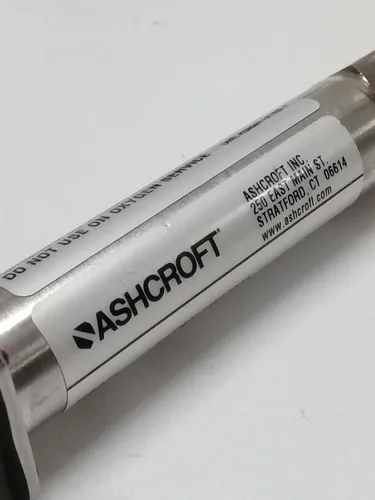 DO NOT USE ON OXYGEN SERVICE
ASHCROFT
ASHCROFT INC.
250 EAST MAIN ST.
STRATFORD, CT 06614
www.ashcroft.com